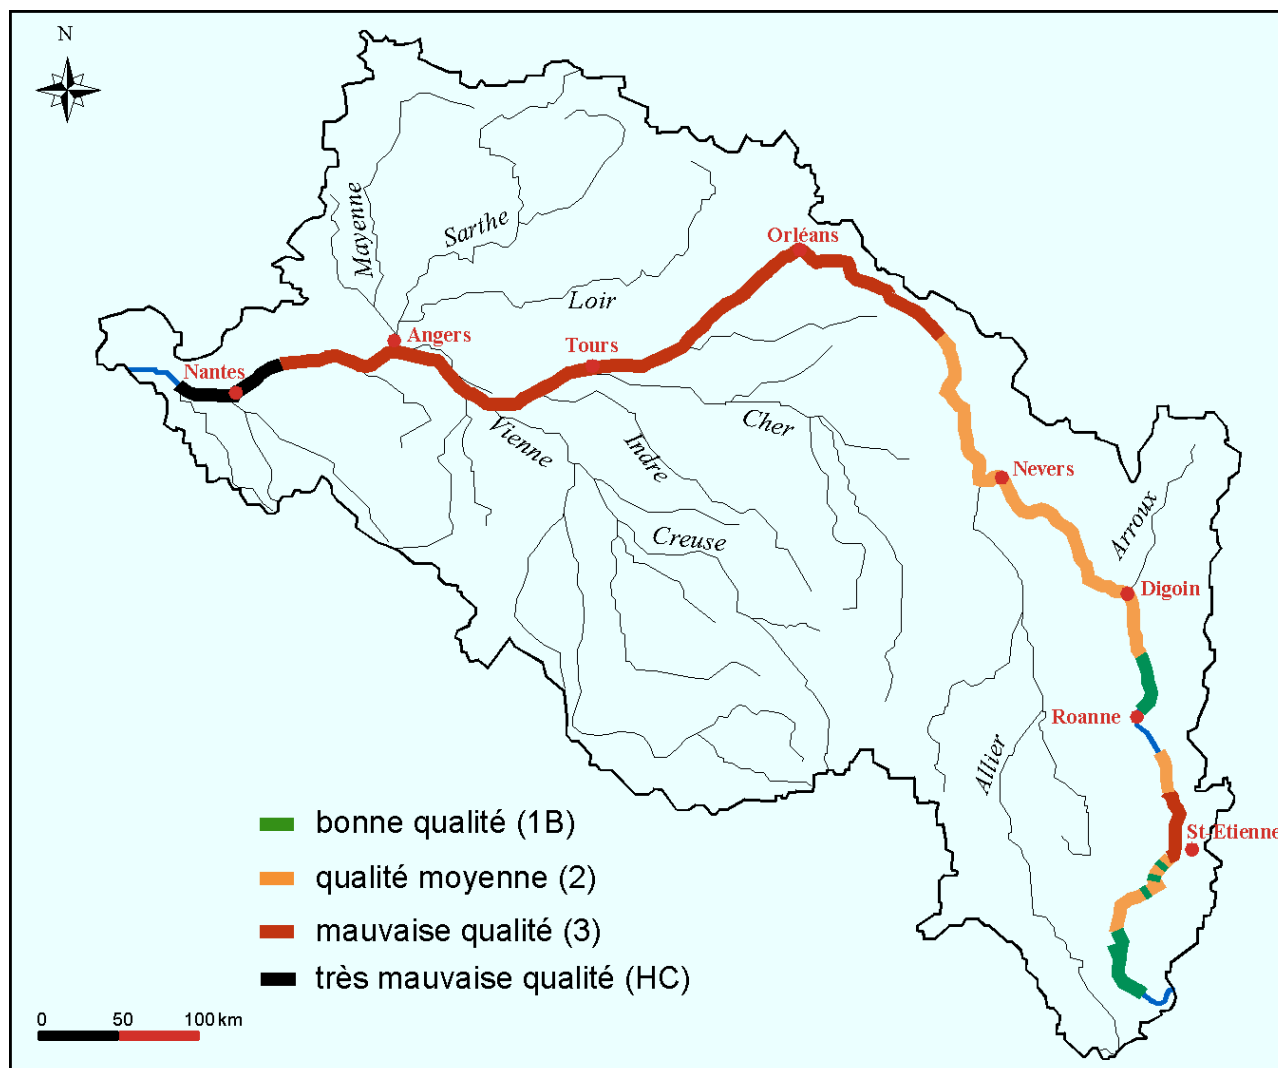 N
Mayenne
Sarthe
Orléans
Loir
Angers
Tours
Nantes
Cher
Vienne
Indre
Nevers
Arroux
Creuse
Digoin
Roanne
Allier
St-Etienne
bonne qualité (1B)
qualité moyenne (2)
mauvaise qualité (3)
très mauvaise qualité (HC)
0 50 100 km